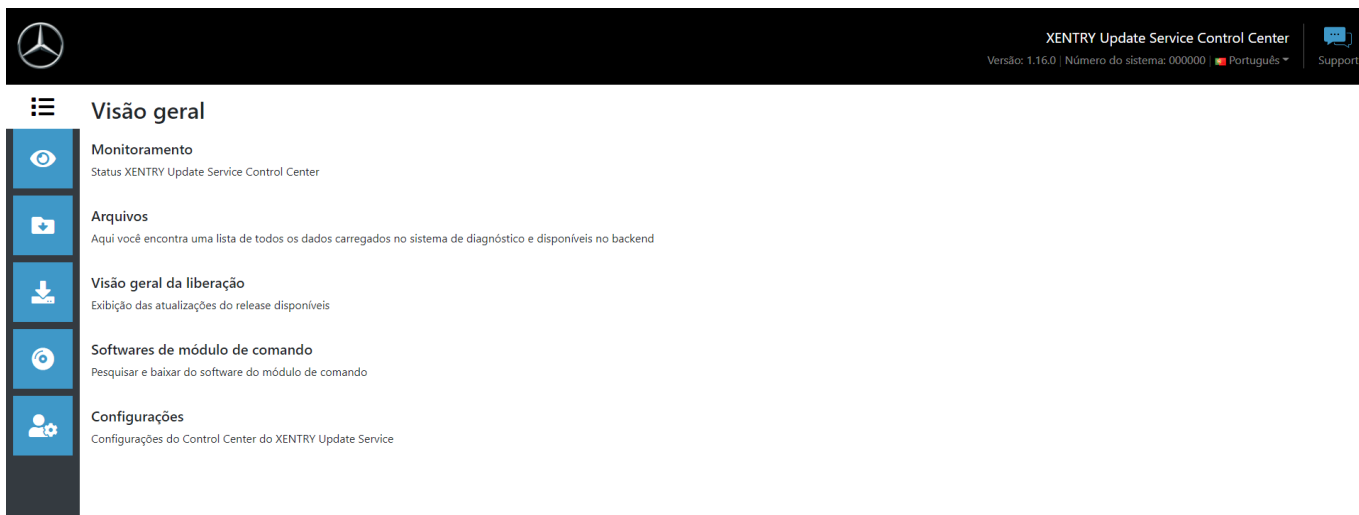 XENTRY Update Service Control Center
Versão: 1.16.0 | Número do sistema: 000000 | Português
Support
Visão geral
Monitoramento
Status XENTRY Update Service Control Center
Arquivos
Aqui você encontra uma lista de todos os dados carregados no sistema de diagnóstico e disponíveis no backend
Visão geral da liberação
Exibição das atualizações do release disponíveis
Softwares de módulo de comando
Pesquisar e baixar do software do módulo de comando
Configurações
Configurações do Control Center do XENTRY Update Service